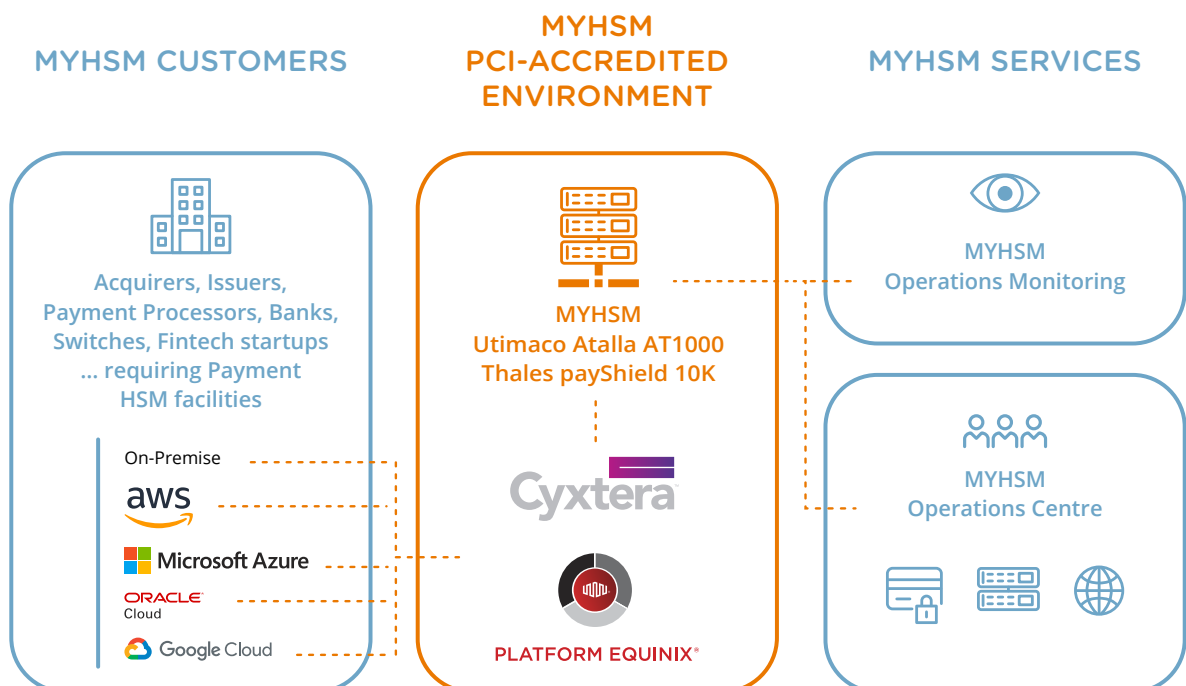 MYHSM CUSTOMERS
Acquirers, Issuers,
Payment Processors, Banks,
Switches, Fintech startups
... requiring Payment
HSM facilities
On-Premise
aws
Microsoft Azure
ORACLE
Cloud
Google Cloud
MYHSM
PCI-ACCREDITED
ENVIRONMENT
MYHSM
Utimaco Atalla AT1000
Thales payShield 10K
Cyxtera
PLATFORM EQUINIX®
MYHSM SERVICES
MYHSM
Operations Monitoring
MYHSM
Operations Centre